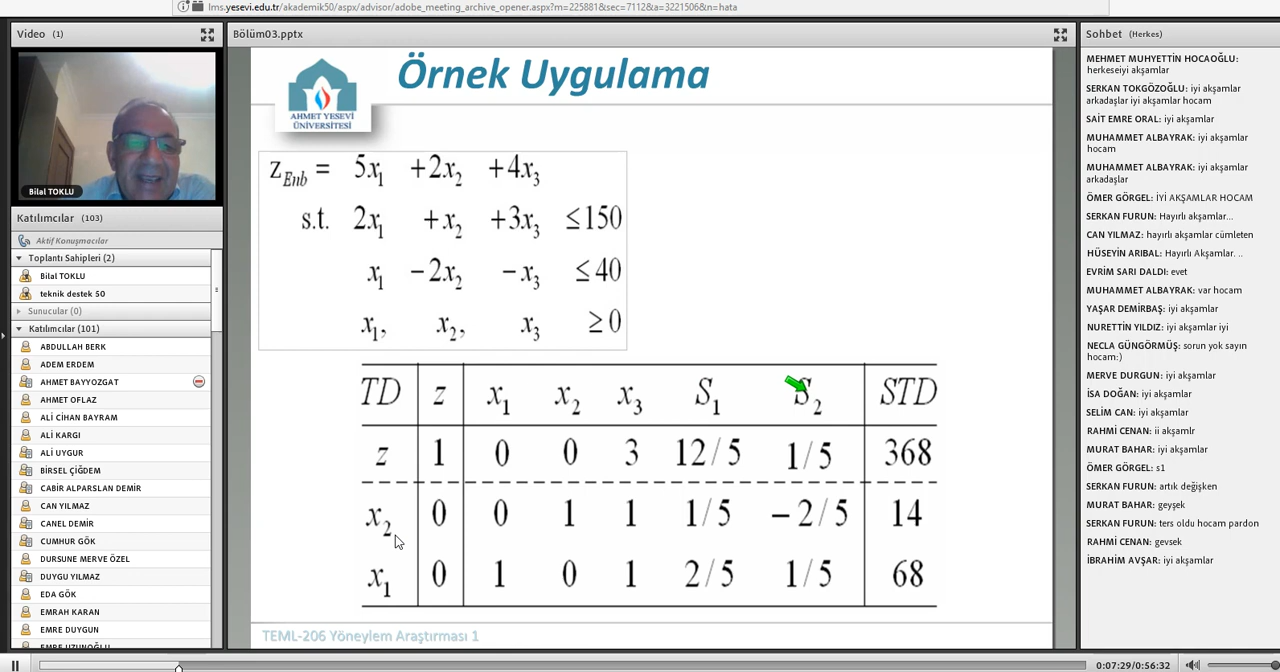 lms.yesevi.edu.tr/akademik50/aspx/advisor/adobe_meeting_archive_opener.aspx?m=225881&sec=7112&a=3221506&n=hata
Video (1)
Bilal TOKLU
Katılımcılar (103)
Aktif Konuşmacılar
Toplantı Sahipleri (2)
Bilal TOKLU
teknik destek 50
Sunucular (0)
Katılımcılar (101)
ABDULLAH BERK
ADEM ERDEM
AHMET BAYYOZGAT
AHMET OFLAZ
ALİ CİHAN BAYRAM
ALİ KARGI
ALİ UYGUR
BİRSEL ÇİĞDEM
CABİR ALPARSLAN DEMİR
CAN YILMAZ
CANEL DEMİR
CUMHUR GÖK
DURSUNE MERVE ÖZEL
DUYGU YILMAZ
EDA GÖK
EMRAH KARAN
EMRE DUYGUN
EMRE UZUNOĞLU
Bölüm03.pptx
AHMET YESEVİ
ÜNİVERSİTESİ
Örnek Uygulama
z_Enb = 5x₁ +2x₂ +4x₃
s.t. 2x₁ +x₂ +3x₃ ≤150
x₁ −2x₂ −x₃ ≤40
x₁, x₂, x₃ ≥0
TD z x₁ x₂ x₃ S₁ S₂ STD
z 1 0 0 3 12/5 1/5 368
x₂ 0 0 1 1 1/5 −2/5 14
x₁ 0 1 0 1 2/5 1/5 68
TEML-206 Yöneylem Araştırması 1
Sohbet (Herkes)
MEHMET MUHYETTİN HOCAOĞLU:
herkeseiyi akşamlar
SERKAN TOKGÖZOĞLU: iyi akşamlar
arkadaşlar iyi akşamlar hocam
SAİT EMRE ORAL: iyi akşamlar
MUHAMMET ALBAYRAK: iyi akşamlar
hocam
MUHAMMET ALBAYRAK: iyi akşamlar
arkadaşlar
ÖMER GÖRGEL: İYİ AKŞAMLAR HOCAM
SERKAN FURUN: Hayırlı akşamlar...
CAN YILMAZ: hayırlı akşamlar cümleten
HÜSEYİN ARIBAL: Hayırlı Akşamlar. ..
EVRİM SARI DALDI: evet
MUHAMMET ALBAYRAK: var hocam
YAŞAR DEMİRBAŞ: iyi akşamlar
NURETTİN YILDIZ: iyi akşamlar iyi
NECLA GÜNGÖRMÜŞ: sorun yok sayın
hocam:)
MERVE DURGUN: iyi akşamlar
İSA DOĞAN: iyi akşamlar
SELİM CAN: iyi akşamlar
RAHMİ CENAN: ii akşamlr
MURAT BAHAR: iyi akşamlar
ÖMER GÖRGEL: s1
SERKAN FURUN: artık değişken
MURAT BAHAR: geyşek
SERKAN FURUN: ters oldu hocam pardon
RAHMİ CENAN: gevsek
İBRAHİM AVŞAR: iyi akşamlar
0:07:29/0:56:32